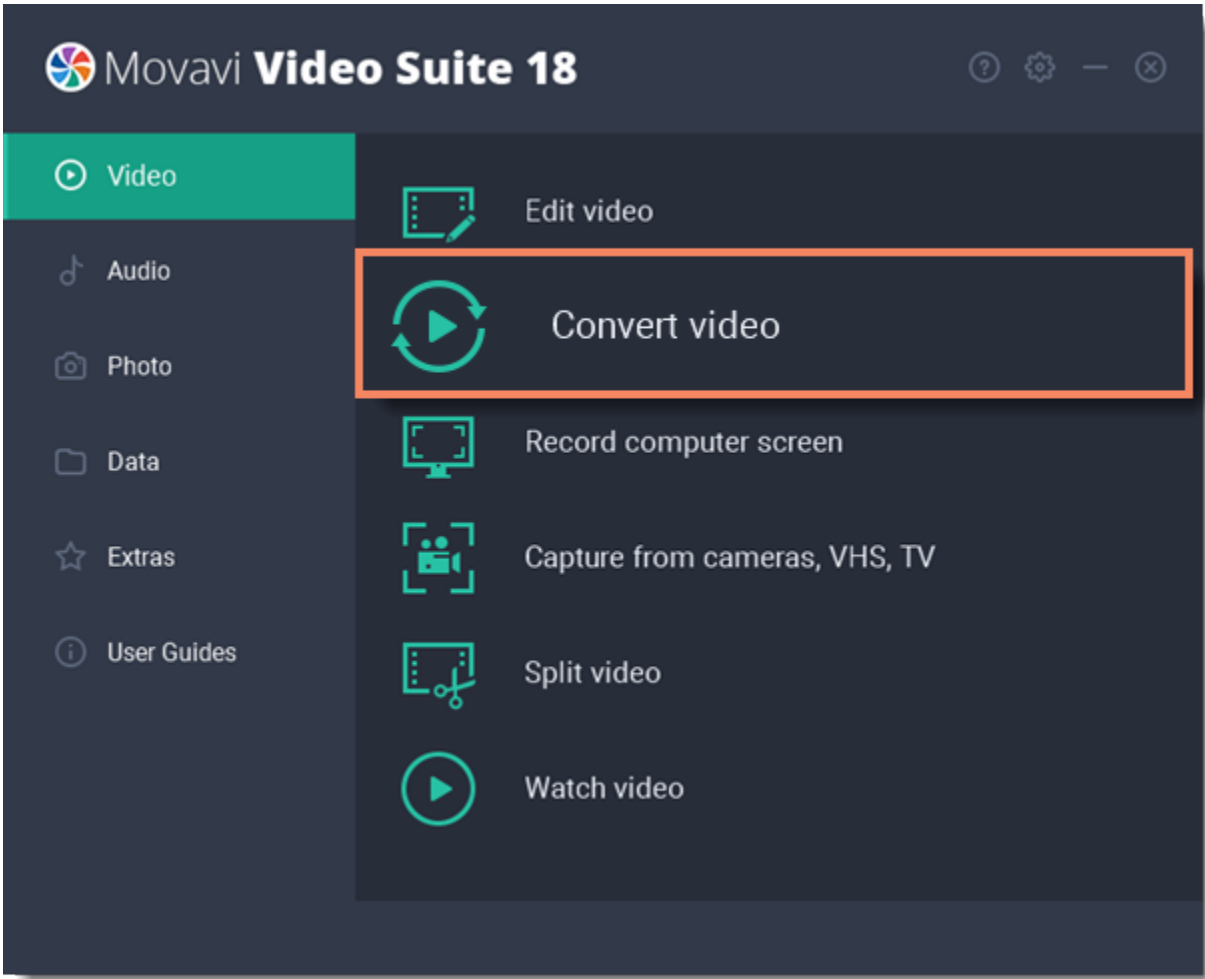 Movavi Video Suite 18
Video
Audio
Photo
Data
Extras
User Guides
Edit video
Convert video
Record computer screen
Capture from cameras, VHS, TV
Split video
Watch video